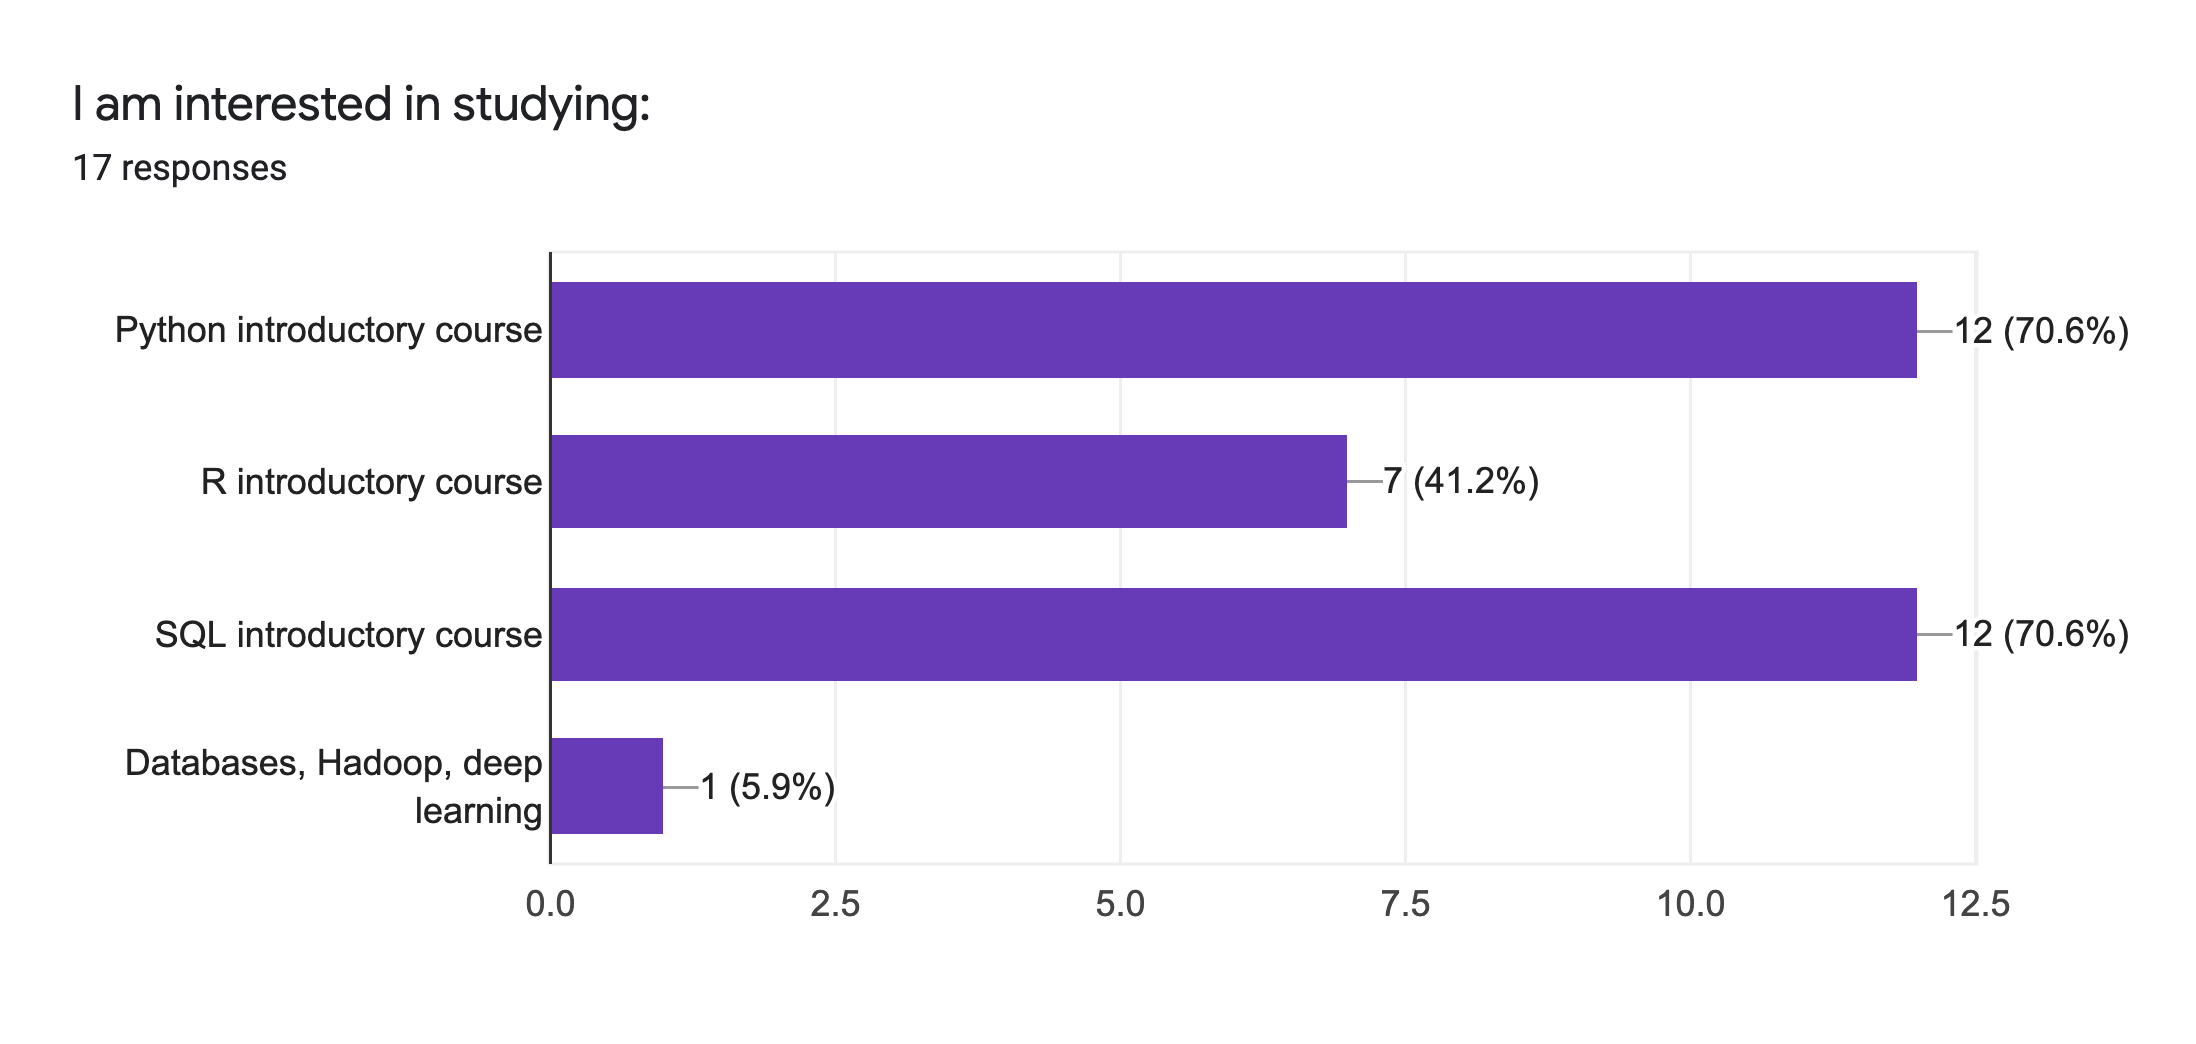 I am interested in studying:
17 responses
Python introductory course
12 (70.6%)
R introductory course
7 (41.2%)
SQL introductory course
12 (70.6%)
Databases, Hadoop, deep
learning
1 (5.9%)
0.0 2.5 5.0 7.5 10.0 12.5